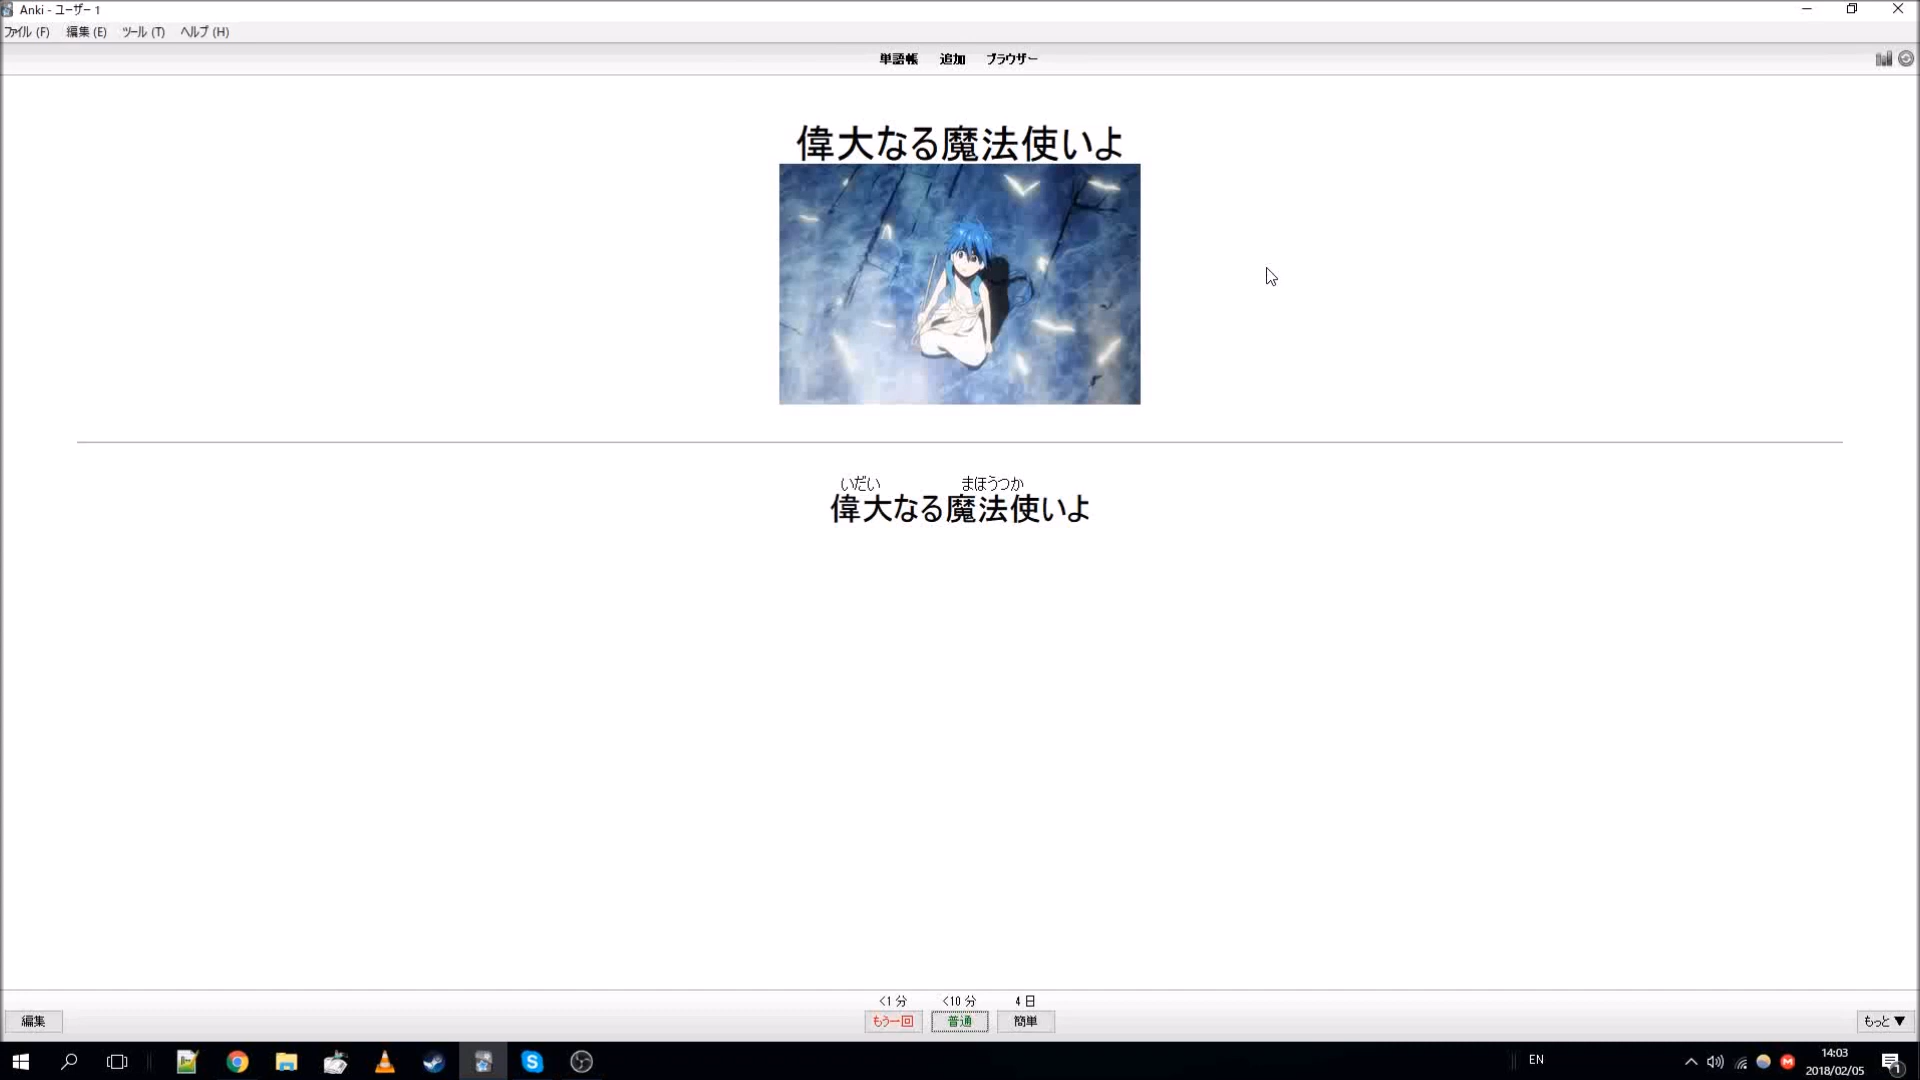 Anki - ユーザー 1
ファイル (F) 編集 (E) ツール (T) ヘルプ (H)
単語帳 追加 ブラウザー
偉大なる魔法使いよ
いだい まほうつか
偉大なる魔法使いよ
<1 分 <10 分 4 日
編集 もう一回 普通 簡単 もっと ▼
EN
14:03
2018/02/05
1